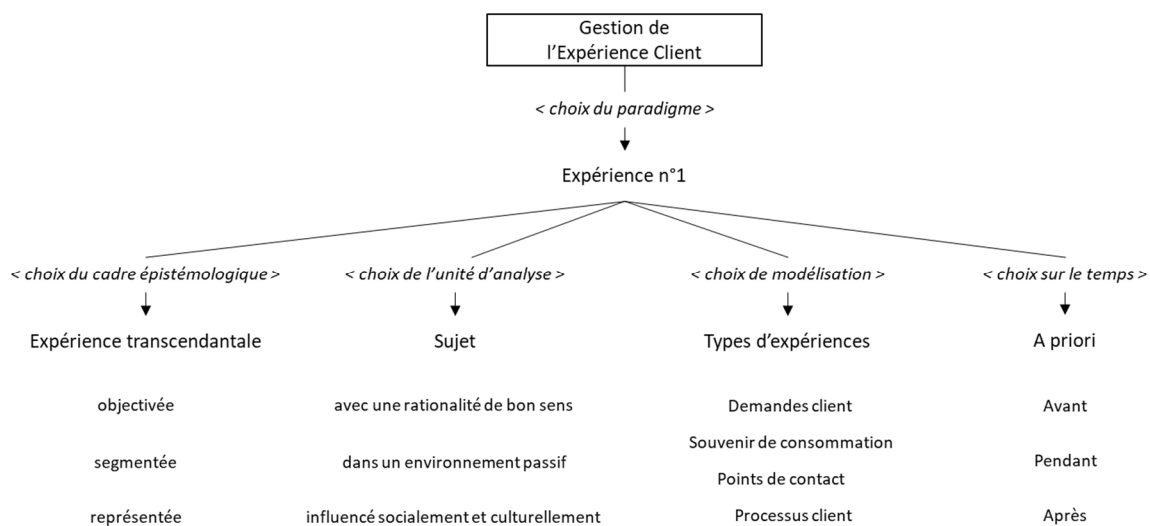 Gestion de
l’Expérience Client
< choix du paradigme >
Expérience n°1
< choix du cadre épistémologique >
< choix de l’unité d’analyse >
< choix de modélisation >
< choix sur le temps >
Expérience transcendantale
Sujet
Types d’expériences
A priori
objectivée
avec une rationalité de bon sens
Demandes client
Avant
Souvenir de consommation
segmentée
dans un environnement passif
Pendant
Points de contact
représentée
influencé socialement et culturellement
Processus client
Après